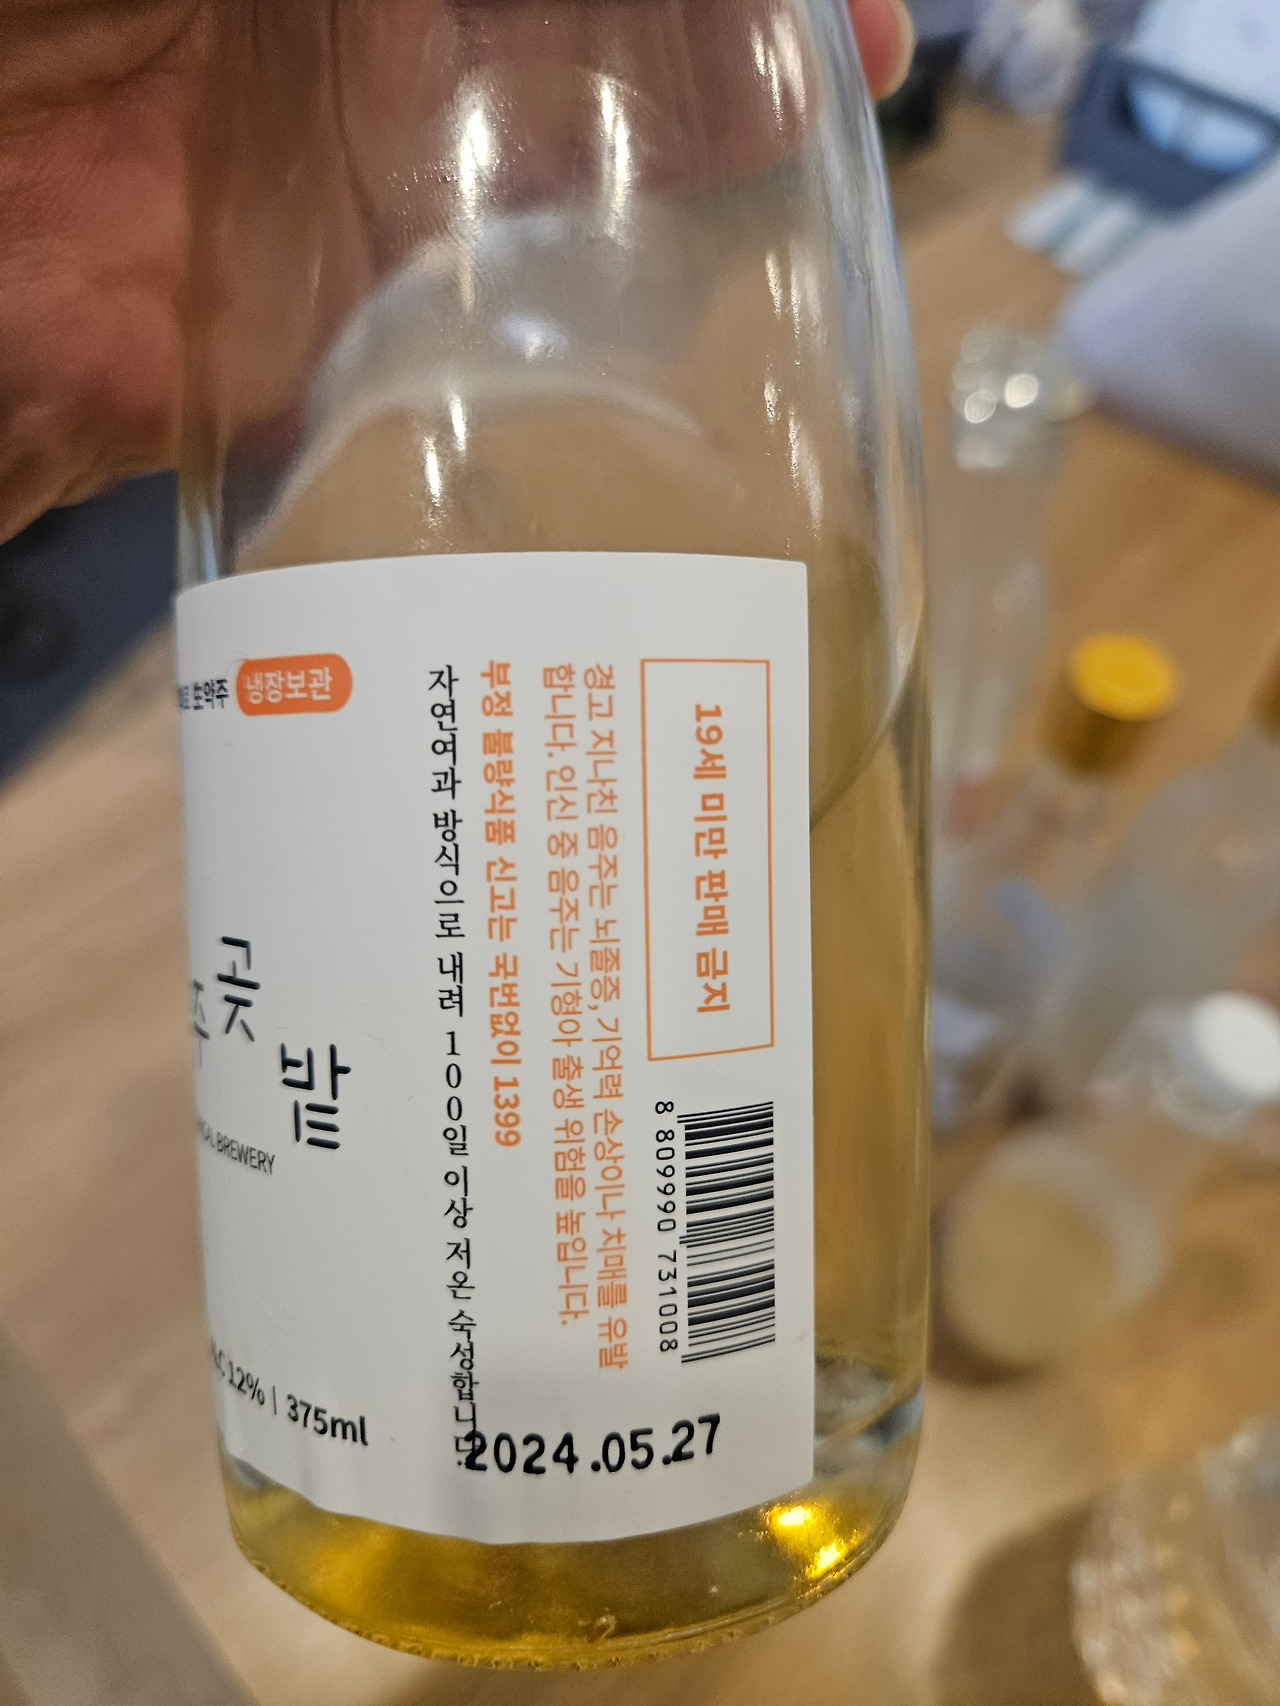 生약주 냉장보관
곳
밭
BREWERY
12% | 375ml
자연여과 방식으로 내려 100일 이상 저온 숙성합니다.
부정 불량식품 신고는 국번없이 1399
경고 지나친 음주는 뇌졸중, 기억력 손상이나 치매를 유발
합니다. 임신 중 음주는 기형아 출생 위험을 높입니다.
19세 미만 판매 금지
8 809990 731008
2024.05.27